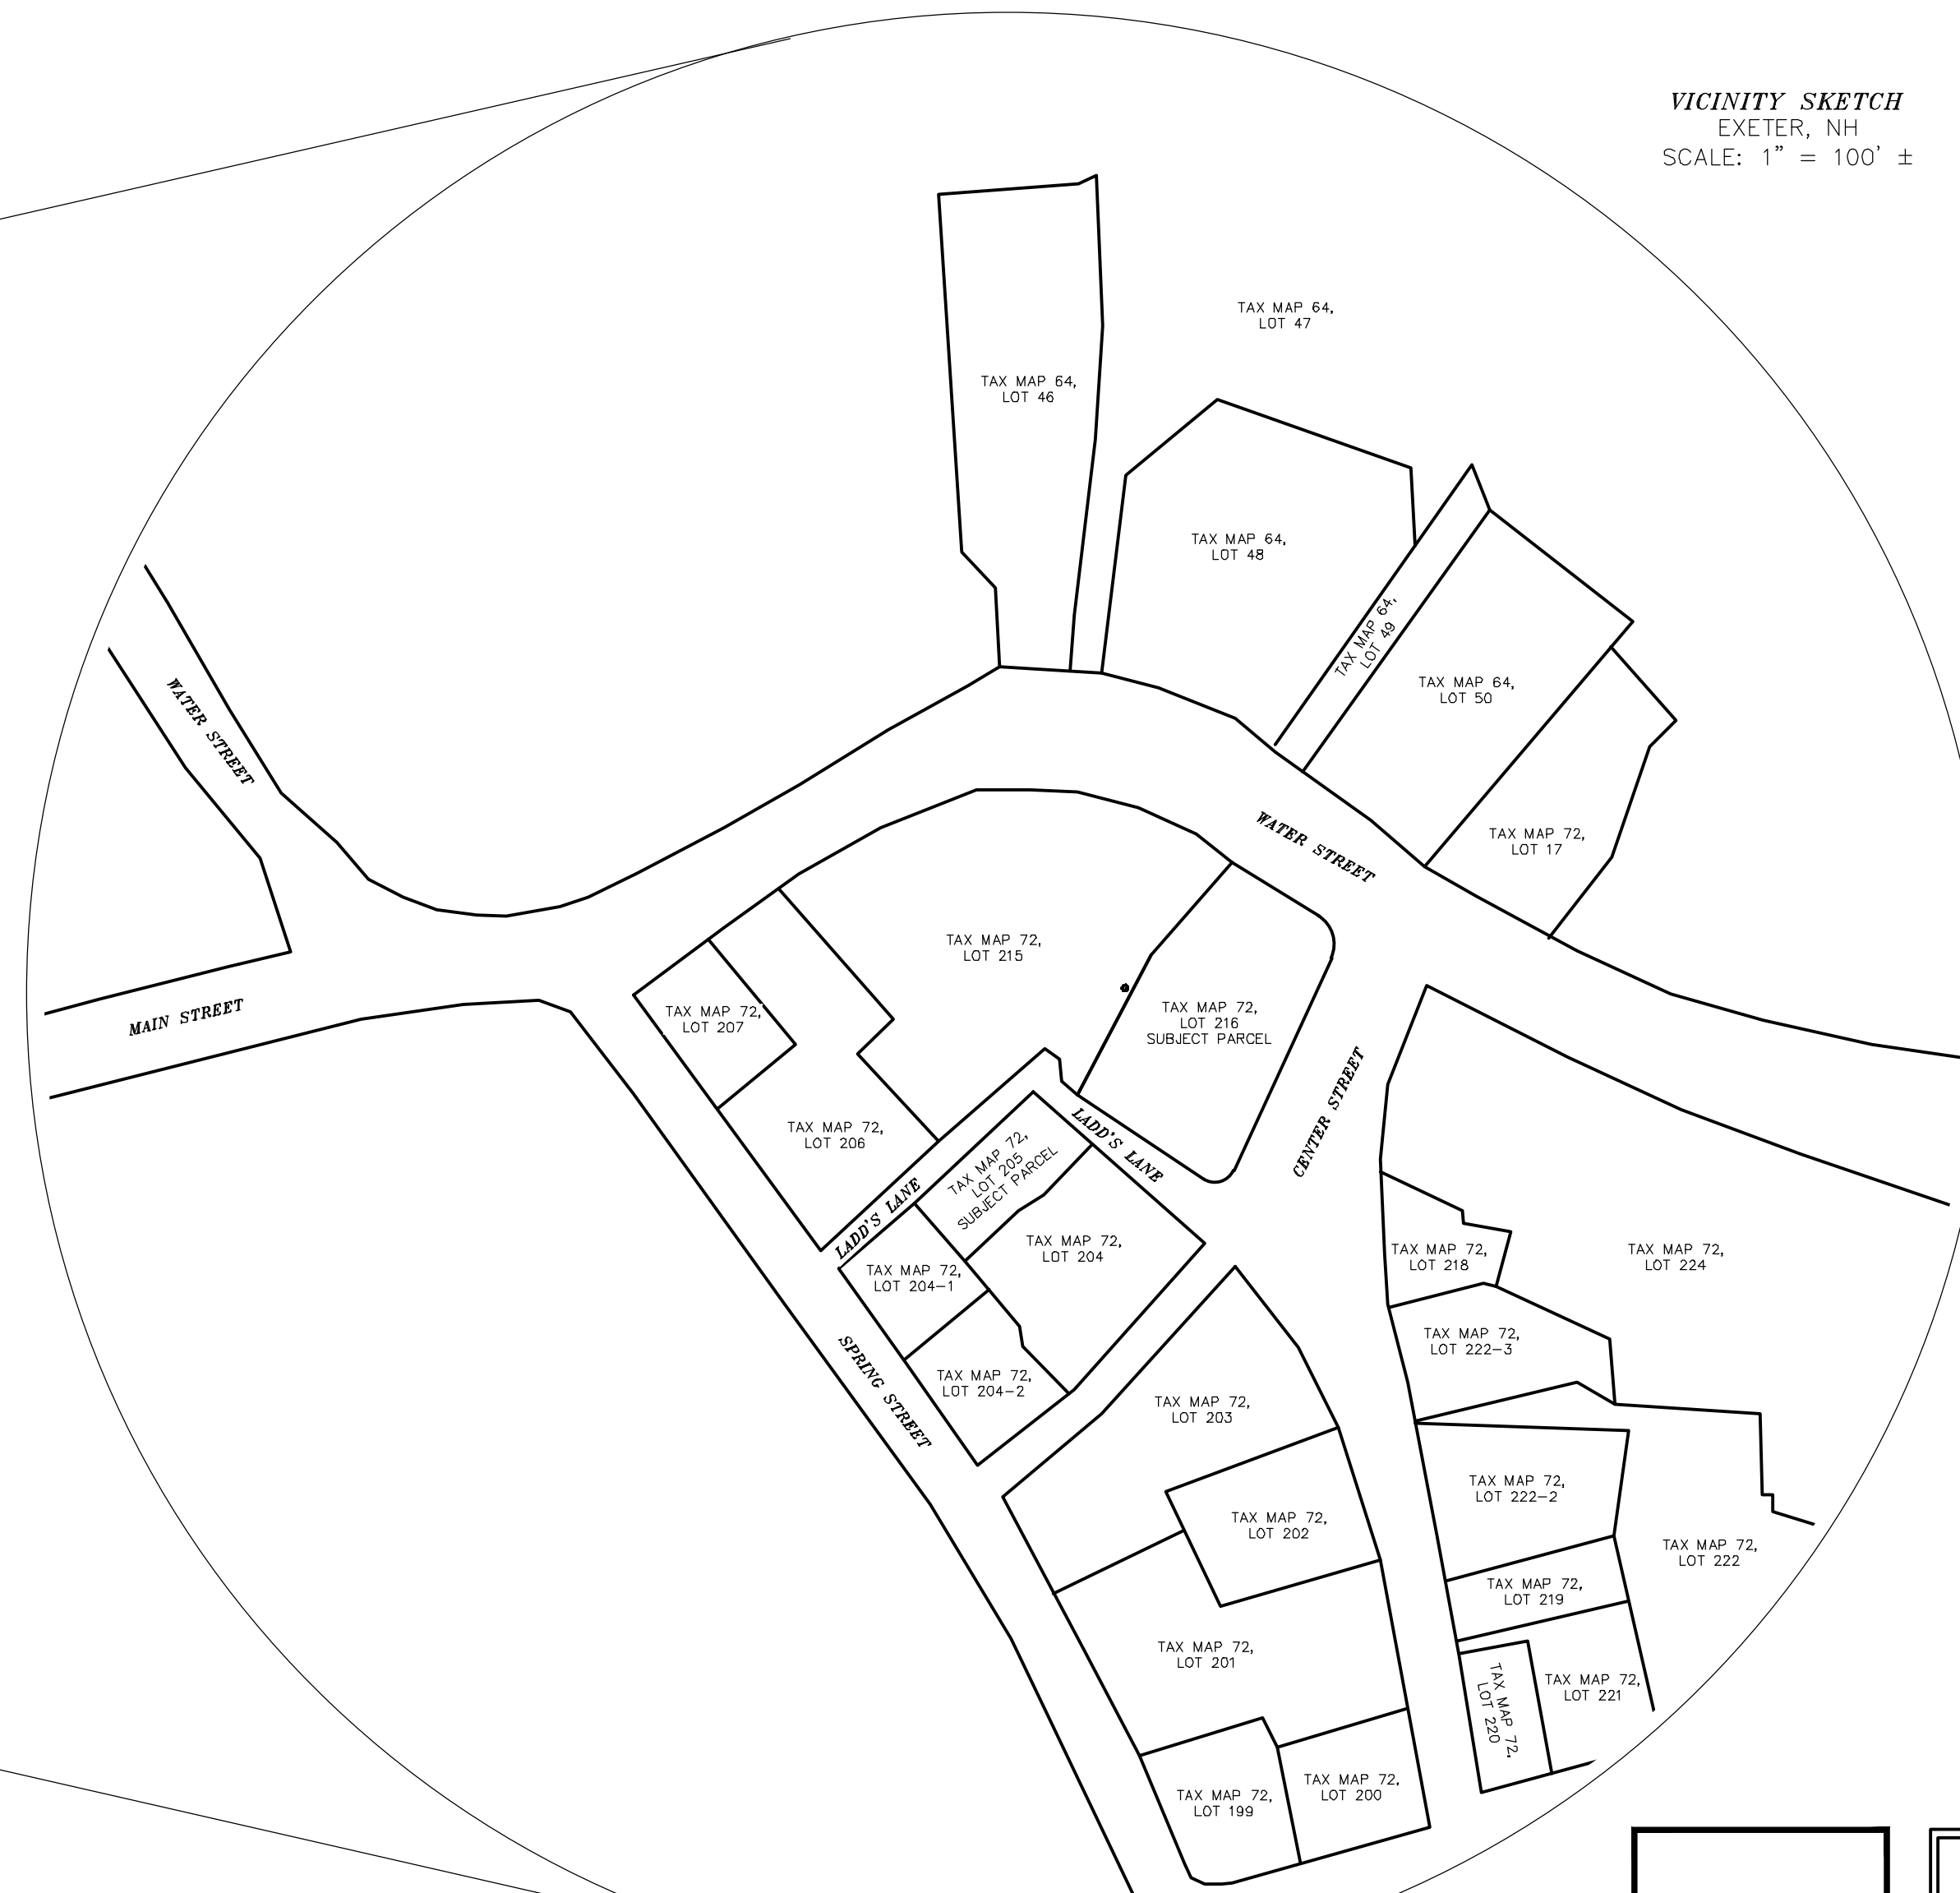 VICINITY SKETCH
EXETER, NH
SCALE: 1" = 100' ±
TAX MAP 64,
LOT 47
TAX MAP 64,
LOT 46
TAX MAP 64,
LOT 48
TAX MAP 64,
LOT 49
TAX MAP 64,
LOT 50
WATER STREET
WATER STREET
TAX MAP 72,
LOT 17
TAX MAP 72,
LOT 215
MAIN STREET
TAX MAP 72,
LOT 207
TAX MAP 72,
LOT 216
SUBJECT PARCEL
CENTER STREET
TAX MAP 72,
LOT 206
LADD'S LANE
TAX MAP 72,
LOT 205
SUBJECT PARCEL
LADD'S LANE
TAX MAP 72,
LOT 204
TAX MAP 72,
LOT 204-1
TAX MAP 72,
LOT 218
TAX MAP 72,
LOT 224
TAX MAP 72,
LOT 222-3
SPRING STREET
TAX MAP 72,
LOT 204-2
TAX MAP 72,
LOT 203
TAX MAP 72,
LOT 222-2
TAX MAP 72,
LOT 202
TAX MAP 72,
LOT 222
TAX MAP 72,
LOT 219
TAX MAP 72,
LOT 201
TAX MAP 72,
LOT 220
TAX MAP 72,
LOT 221
TAX MAP 72,
LOT 199
TAX MAP 72,
LOT 200